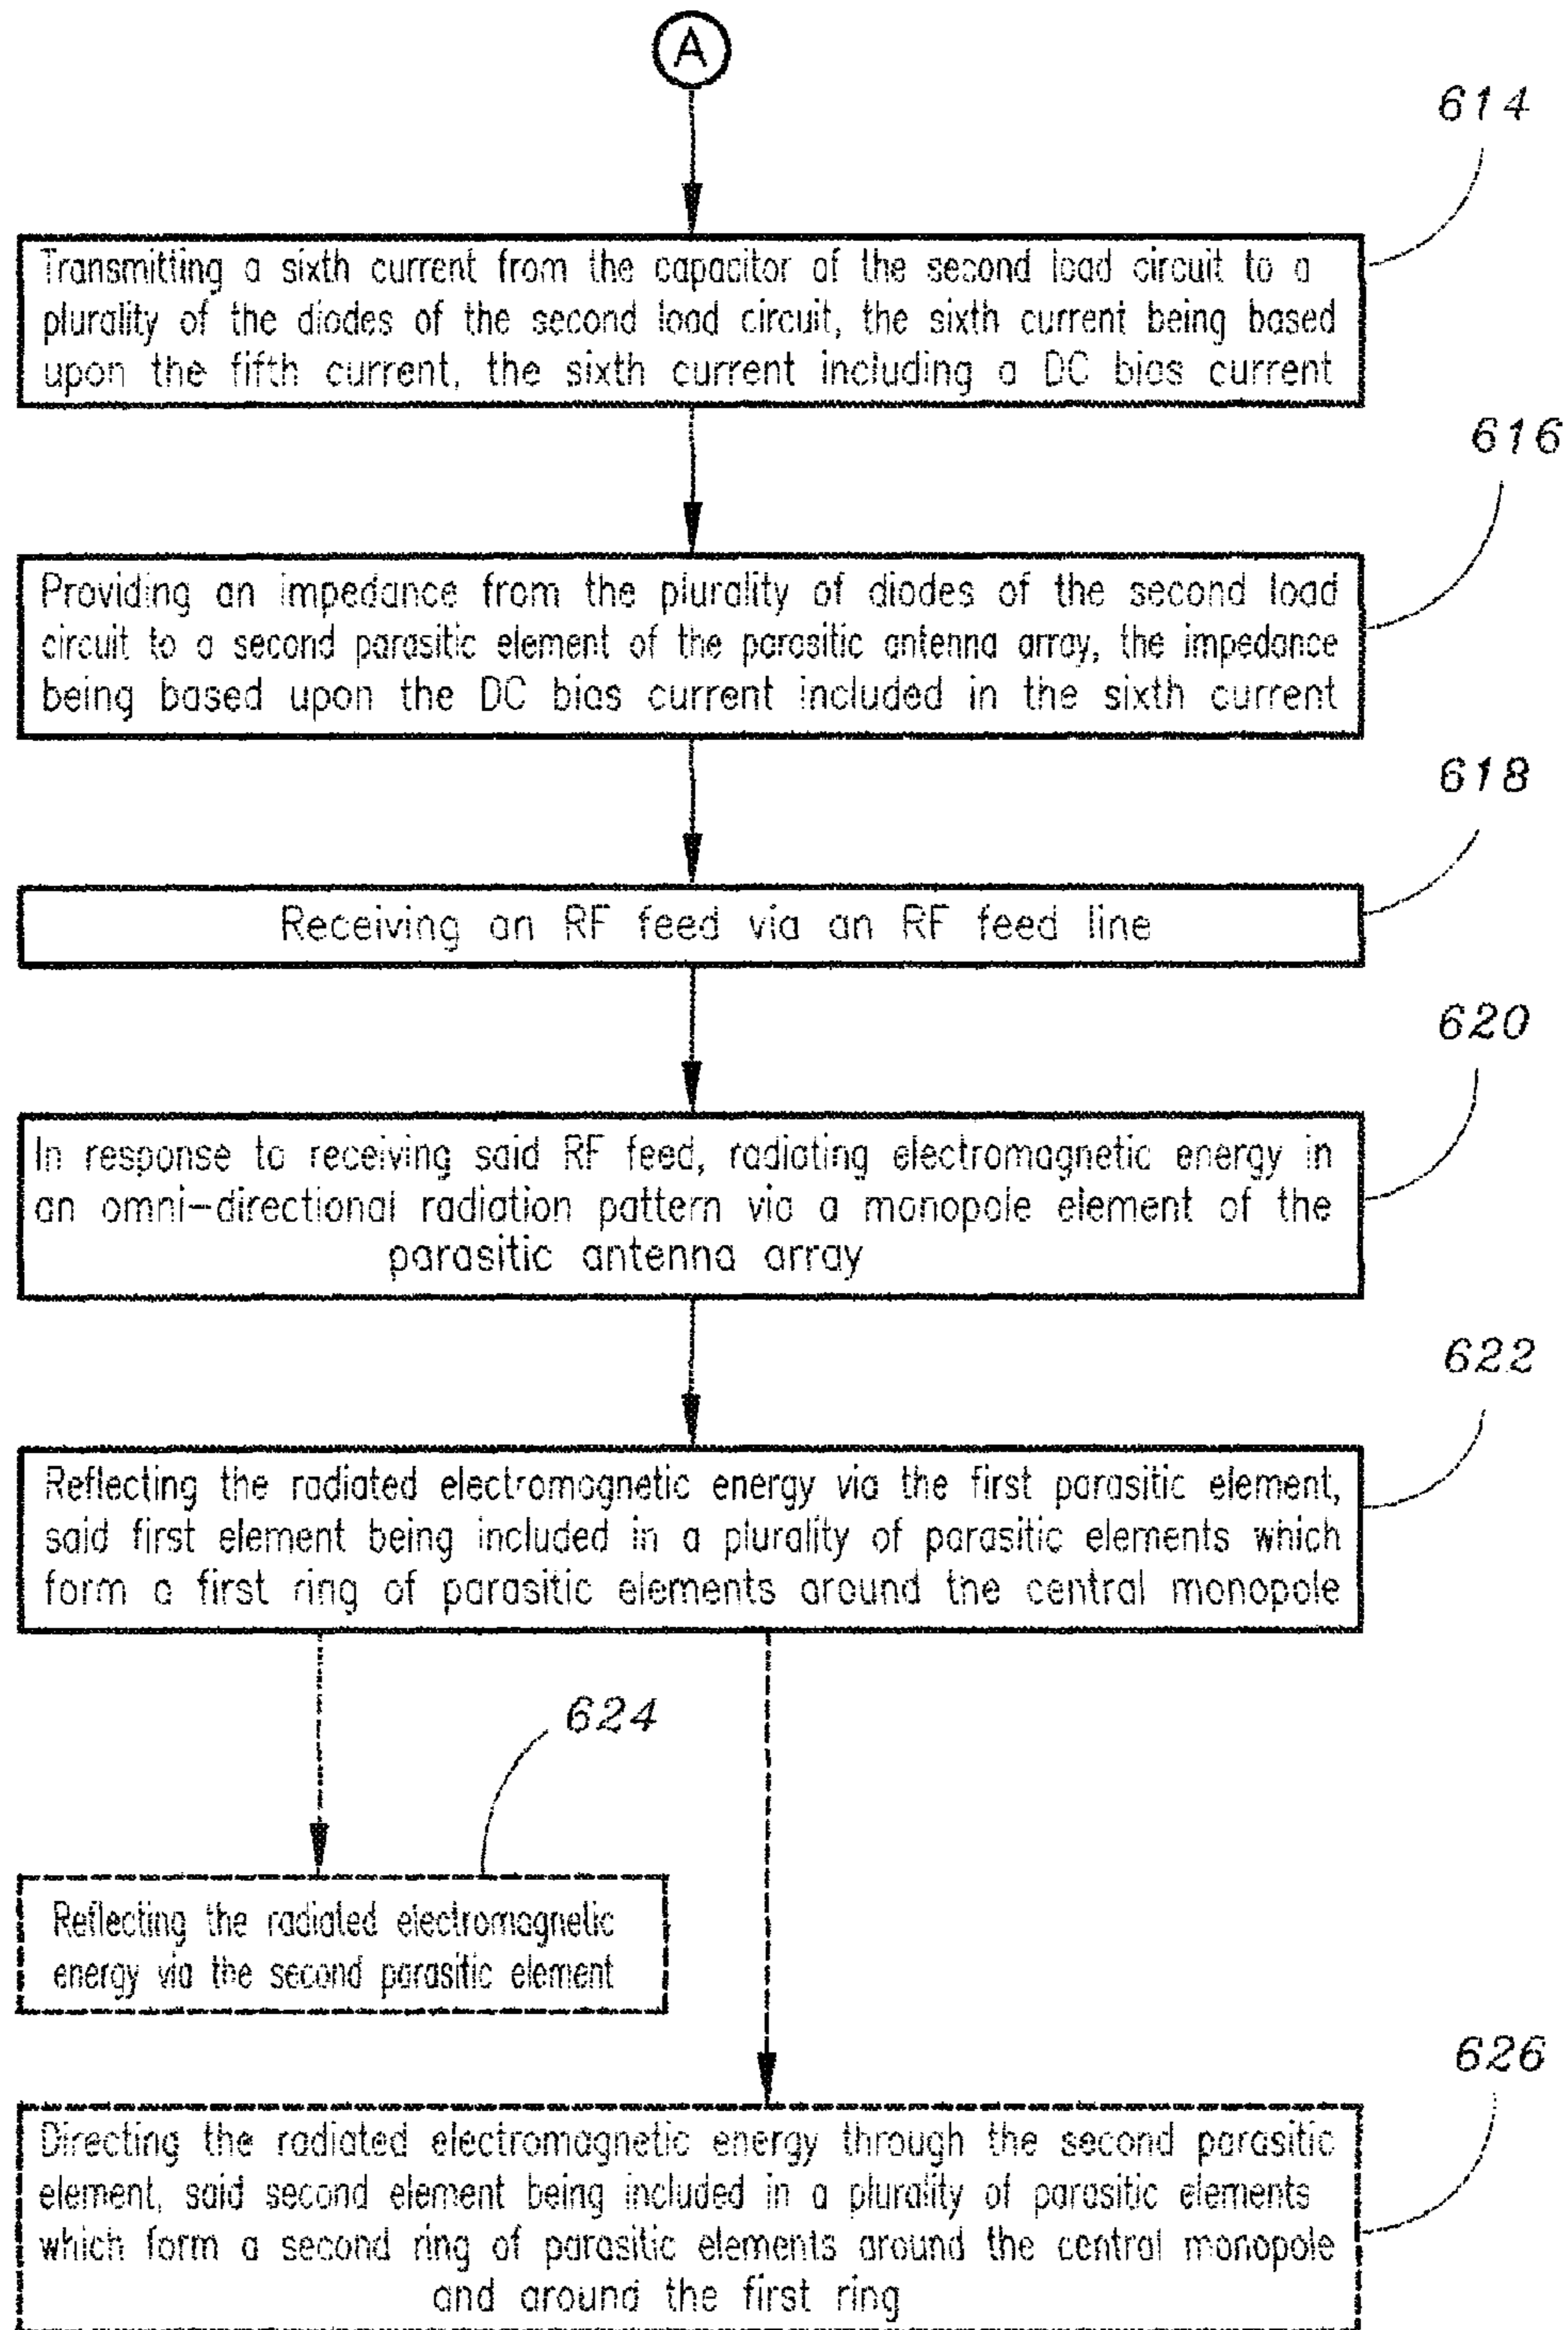 A
614
Transmitting a sixth current from the capacitor of the second load circuit to a
plurality of the diodes of the second load circuit, the sixth current being based
upon the fifth current, the sixth current including a DC bias current
616
Providing an impedance from the plurality of diodes of the second load
circuit to a second parasitic element of the parasitic antenna array, the impedance
being based upon the DC bias current included in the sixth current
618
Receiving an RF feed via an RF feed line
620
In response to receiving said RF feed, radiating electromagnetic energy in
an omni-directional radiation pattern via a monopole element of the
parasitic antenna array
622
Reflecting the radiated electromagnetic energy via the first parasitic element,
said first element being included in a plurality of parasitic elements which
form a first ring of parasitic elements around the central monopole
624
Reflecting the radiated electromagnetic
energy via the second parasitic element
626
Directing the radiated electromagnetic energy through the second parasitic
element, said second element being included in a plurality of parasitic elements
which form a second ring of parasitic elements around the central monopole
and around the first ring